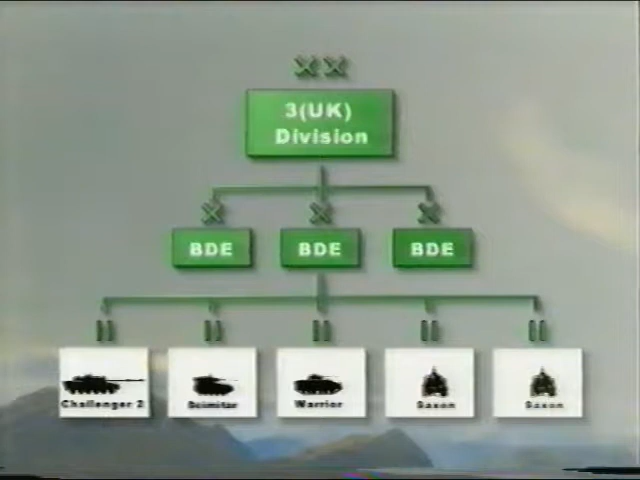 XX
3(UK)
Division
X X X
BDE BDE BDE
II II II II II
Challenger 2 Scimitar Warrior Saxon Saxon